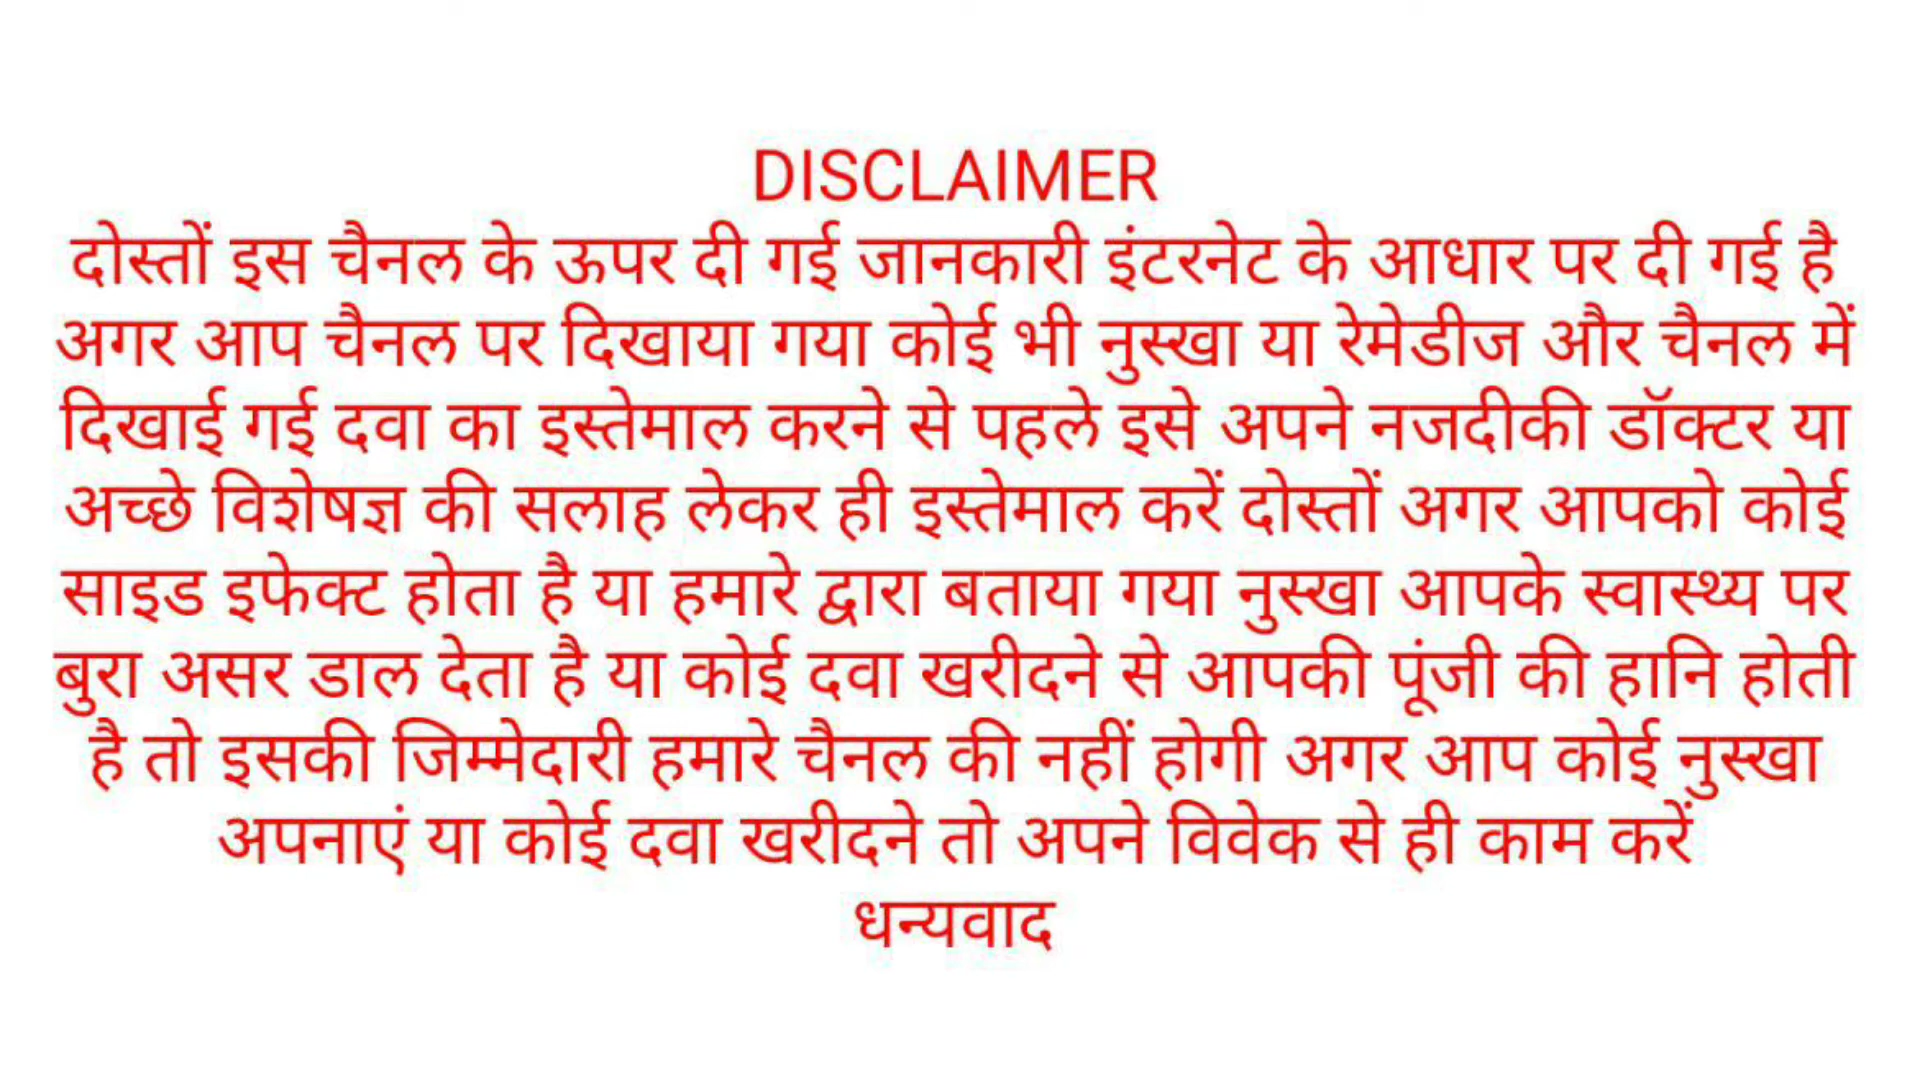 DISCLAIMER
दोस्तों इस चैनल के ऊपर दी गई जानकारी इंटरनेट के आधार पर दी गई है
अगर आप चैनल पर दिखाया गया कोई भी नुस्खा या रेमेडीज और चैनल में
दिखाई गई दवा का इस्तेमाल करने से पहले इसे अपने नजदीकी डॉक्टर या
अच्छे विशेषज्ञ की सलाह लेकर ही इस्तेमाल करें दोस्तों अगर आपको कोई
साइड इफेक्ट होता है या हमारे द्वारा बताया गया नुस्खा आपके स्वास्थ्य पर
बुरा असर डाल देता है या कोई दवा खरीदने से आपकी पूंजी की हानि होती
है तो इसकी जिम्मेदारी हमारे चैनल की नहीं होगी अगर आप कोई नुस्खा
अपनाएं या कोई दवा खरीदने तो अपने विवेक से ही काम करें
धन्यवाद